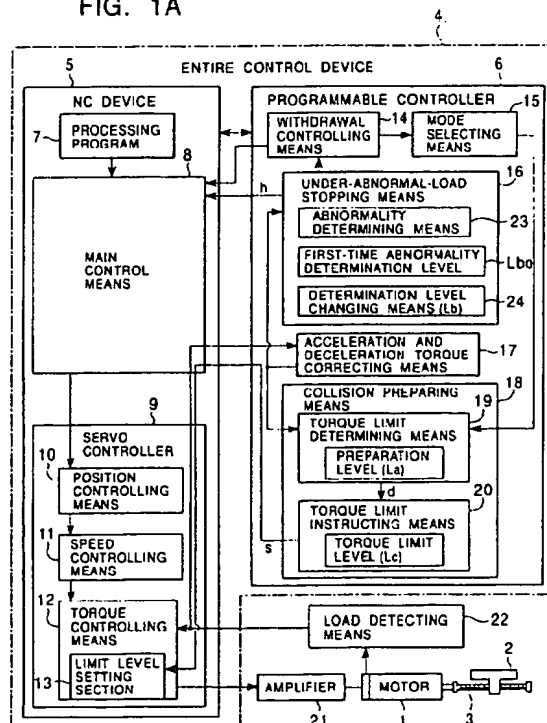 FIG. 1A
4
ENTIRE CONTROL DEVICE
5
NC DEVICE
7
PROCESSING
PROGRAM
8
MAIN
CONTROL
MEANS
9
SERVO
CONTROLLER
10
POSITION
CONTROLLING
MEANS
11
SPEED
CONTROLLING
MEANS
12
TORQUE
CONTROLLING
MEANS
13
LIMIT LEVEL
SETTING
SECTION
6
PROGRAMMABLE CONTROLLER
WITHDRAWAL
CONTROLLING
MEANS
14
15
MODE
SELECTING
MEANS
h
16
UNDER-ABNORMAL-LOAD
STOPPING MEANS
ABNORMALITY
DETERMINING MEANS
23
FIRST-TIME ABNORMALITY
DETERMINATION LEVEL
Lbo
DETERMINATION LEVEL
CHANGING MEANS (Lb)
24
ACCELERATION AND
DECELERATION TORQUE
CORRECTING MEANS
17
COLLISION PREPARING
MEANS
18
19
TORQUE LIMIT
DETERMINING MEANS
PREPARATION
LEVEL (La)
d
20
TORQUE LIMIT
INSTRUCTING MEANS
TORQUE LIMIT
LEVEL (Lc)
s
LOAD DETECTING
MEANS
22
AMPLIFIER
21
MOTOR
1
2
3